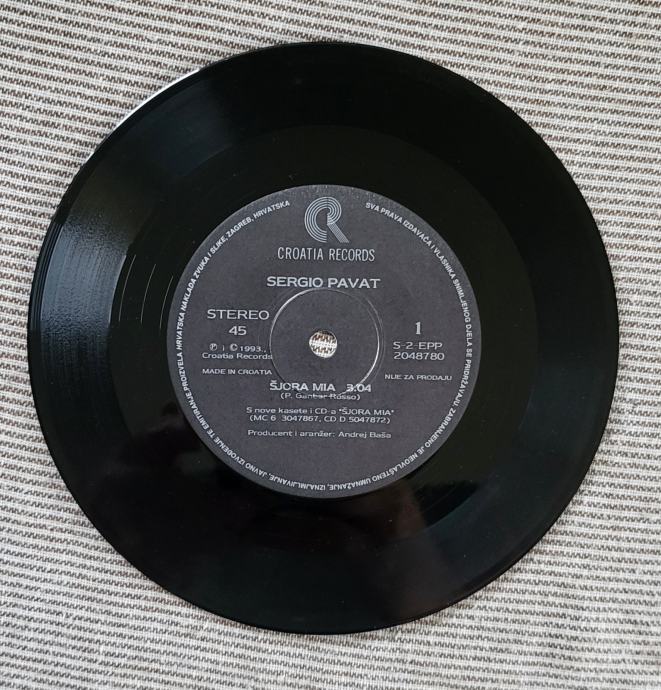 CROATIA RECORDS
SERGIO PAVAT
STEREO
45
1
S-2-EPP
2048780
℗ i © 1993.
Croatia Records
MADE IN CROATIA
NIJE ZA PRODAJU
ŠJORA MIA 3:04
(P. Ganbar Rosso)
S nove kasete i CD-a "ŠJORA MIA"
(MC 6 3047867, CD D 5047872)
Producent i aranžer: Andrej Baša
PROIZVELA HRVATSKA NAKLADA ZVUKA I SLIKE, ZAGREB, HRVATSKA
SVA PRAVA IZDAVAČA I VLASNIKA SNIMLJENOG DJELA SE PRIDRŽAVAJU. ZABRANJENO JE NEOVLAŠTENO UMNAŽANJE, IZNAJMLJIVANJE, JAVNO IZVOĐENJE TE EMITIRANJE